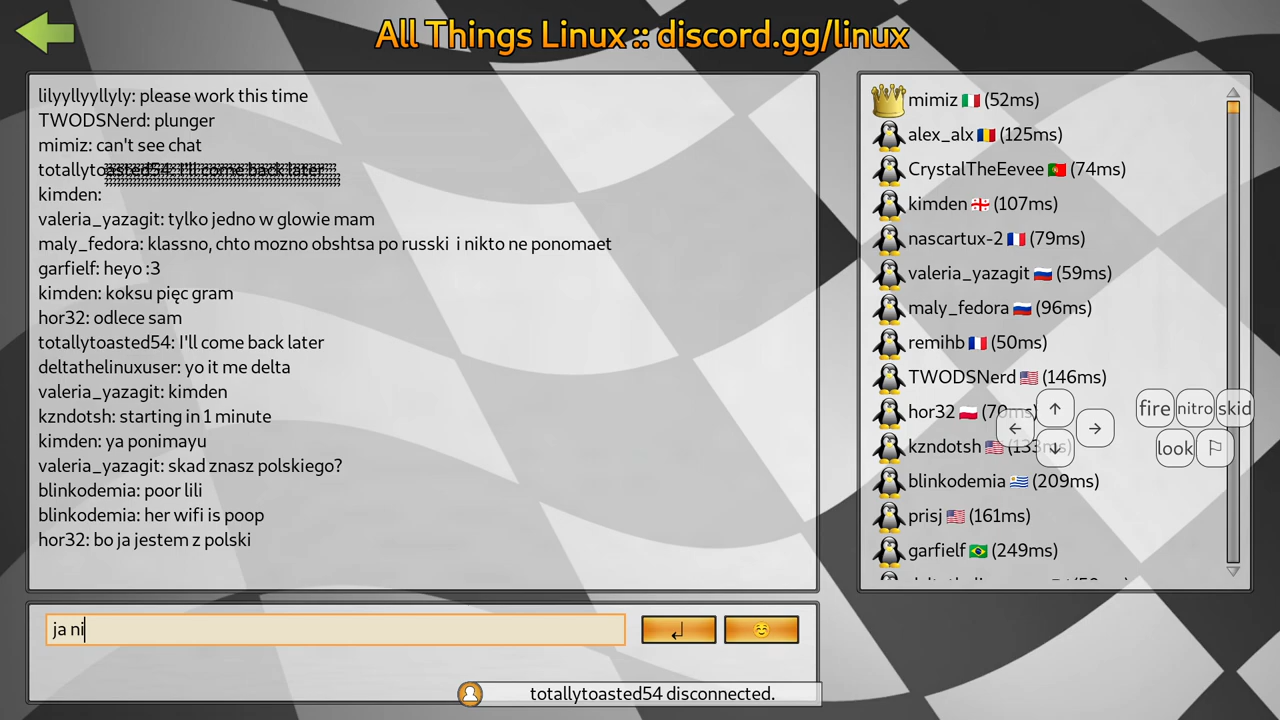 All Things Linux :: discord.gg/linux
lilyyllyyllyly: please work this time
TWODSNerd: plunger
mimiz: can't see chat
totallytoasted54: I'll come back later
kimden:
valeria_yazagit: tylko jedno w glowie mam
maly_fedora: klassno, chto mozno obshtsa po russki i nikto ne ponomaet
garfielf: heyo :3
kimden: koksu pięc gram
hor32: odlece sam
totallytoasted54: I'll come back later
deltathelinuxuser: yo it me delta
valeria_yazagit: kimden
kzndotsh: starting in 1 minute
kimden: ya ponimayu
valeria_yazagit: skad znasz polskiego?
blinkodemia: poor lili
blinkodemia: her wifi is poop
hor32: bo ja jestem z polski
mimiz (52ms)
alex_alx (125ms)
CrystalTheEevee (74ms)
kimden (107ms)
nascartux-2 (79ms)
valeria_yazagit (59ms)
maly_fedora (96ms)
remihb (50ms)
TWODSNerd (146ms)
hor32 (70ms)
kzndotsh (133ms)
blinkodemia (209ms)
prisj (161ms)
garfielf (249ms)
fire nitro skid
look
ja ni
totallytoasted54 disconnected.